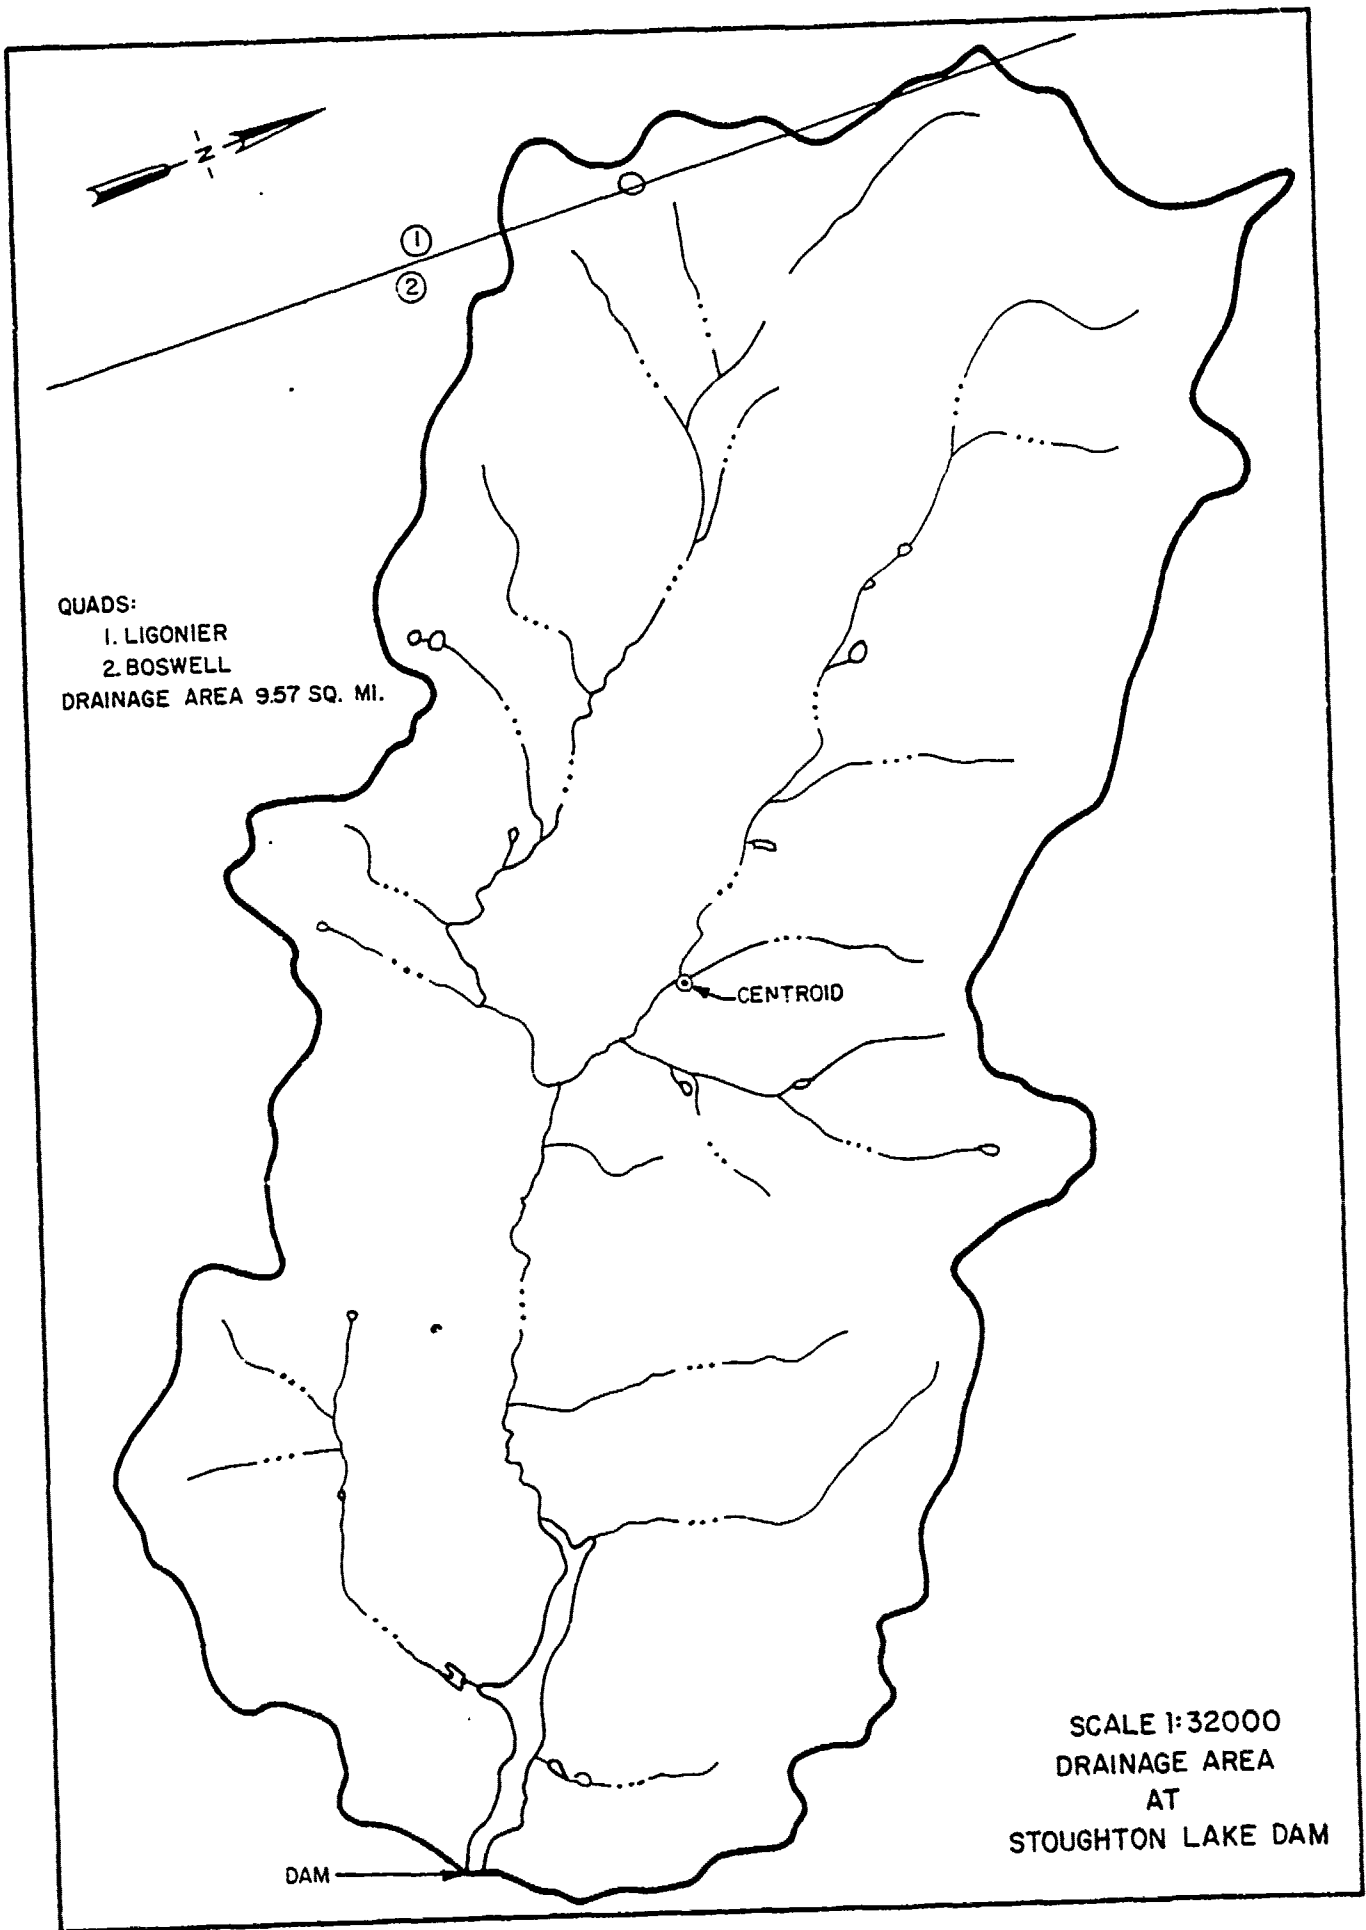 N
1
2
QUADS:
1. LIGONIER
2. BOSWELL
DRAINAGE AREA 9.57 SQ. MI.
CENTROID
SCALE 1:32000
DRAINAGE AREA
AT
STOUGHTON LAKE DAM
DAM